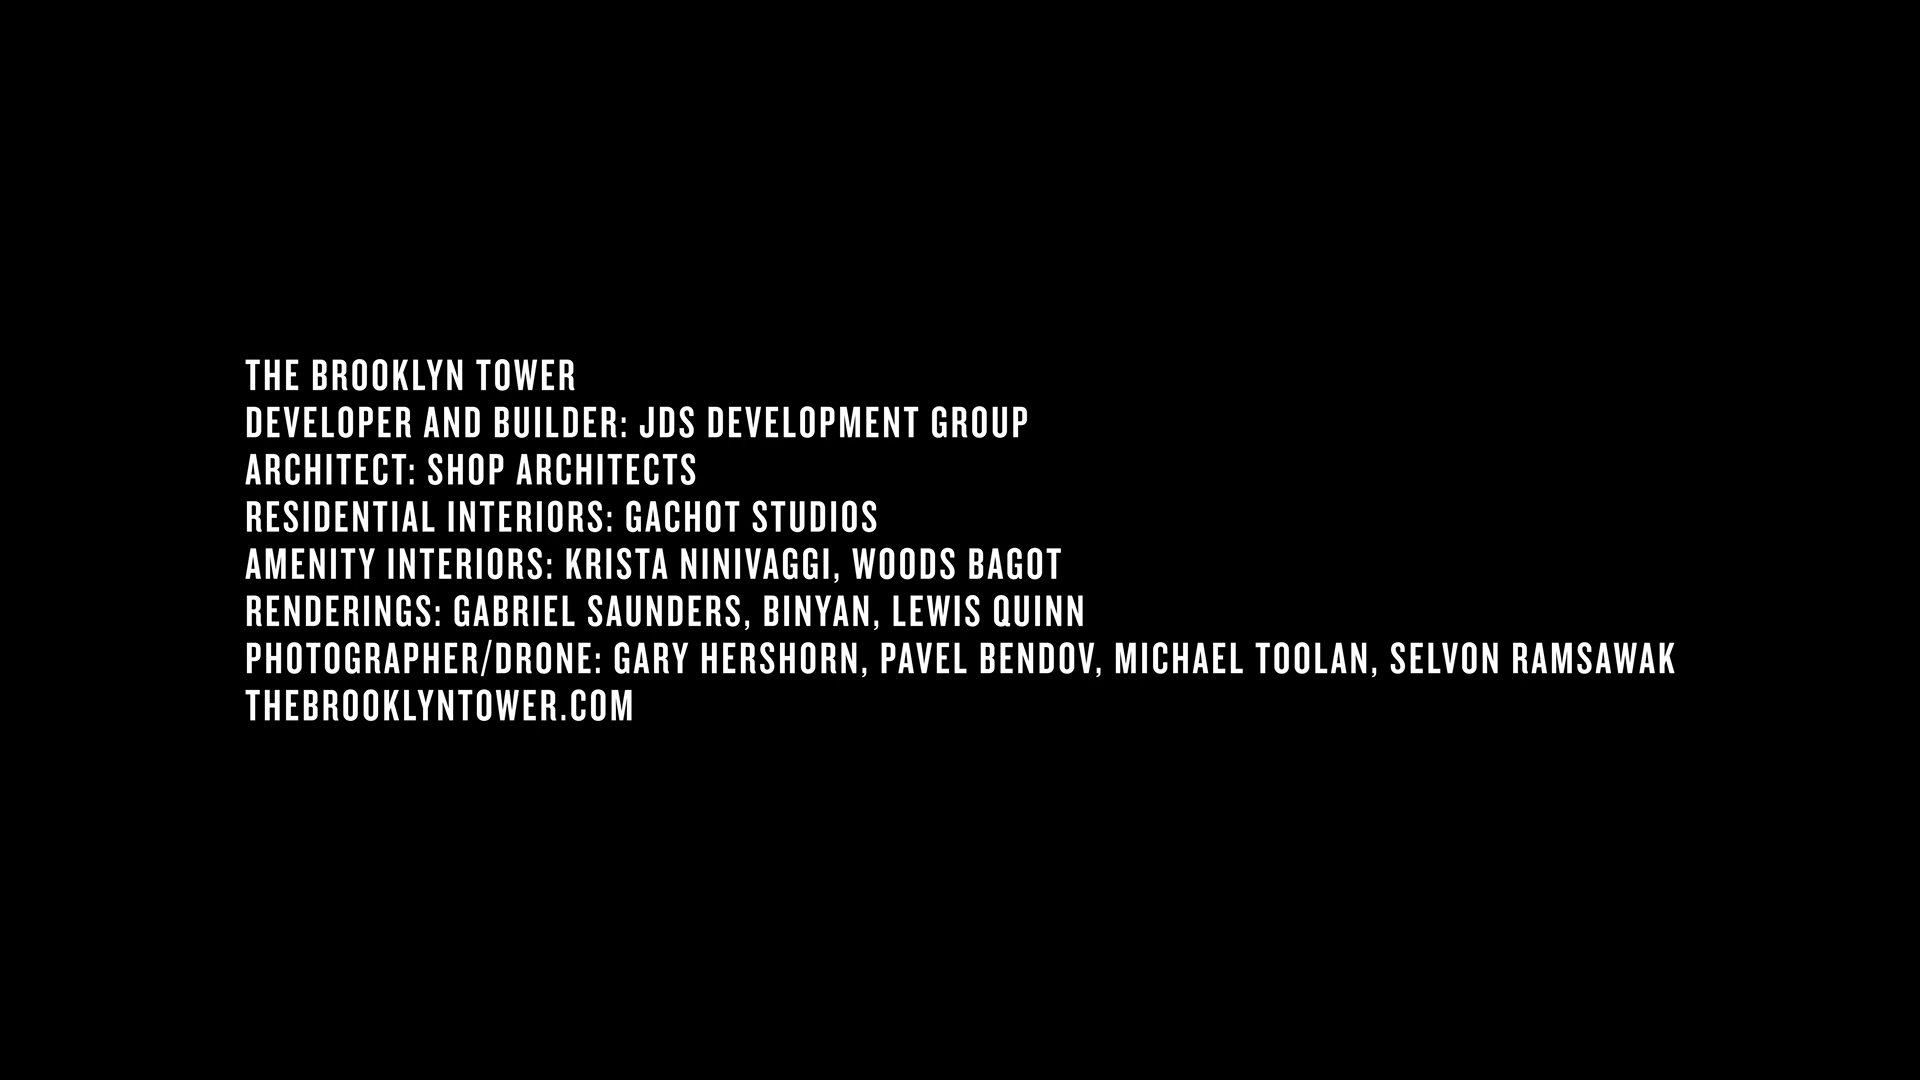 THE BROOKLYN TOWER
DEVELOPER AND BUILDER: JDS DEVELOPMENT GROUP
ARCHITECT: SHOP ARCHITECTS
RESIDENTIAL INTERIORS: GACHOT STUDIOS
AMENITY INTERIORS: KRISTA NINIVAGGI, WOODS BAGOT
RENDERINGS: GABRIEL SAUNDERS, BINYAN, LEWIS QUINN
PHOTOGRAPHER/DRONE: GARY HERSHORN, PAVEL BENDOV, MICHAEL TOOLAN, SELVON RAMSAWAK
THEBROOKLYNTOWER.COM